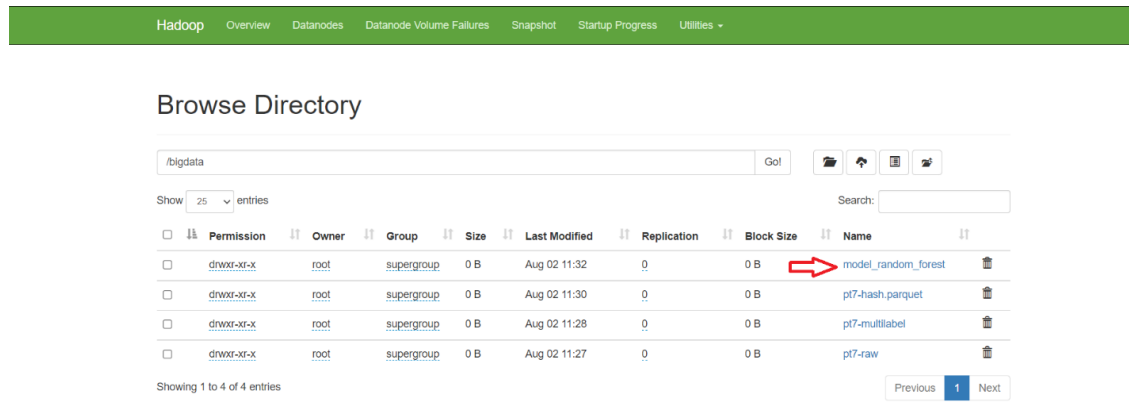 Hadoop Overview Datanodes Datanode Volume Failures Snapshot Startup Progress Utilities
Browse Directory
/bigdata Go!
Show 25 entries Search:
Permission Owner Group Size Last Modified Replication Block Size Name
drwxr-xr-x root supergroup 0 B Aug 02 11:32 0 0 B model_random_forest
drwxr-xr-x root supergroup 0 B Aug 02 11:30 0 0 B pt7-hash.parquet
drwxr-xr-x root supergroup 0 B Aug 02 11:28 0 0 B pt7-multilabel
drwxr-xr-x root supergroup 0 B Aug 02 11:27 0 0 B pt7-raw
Showing 1 to 4 of 4 entries Previous 1 Next